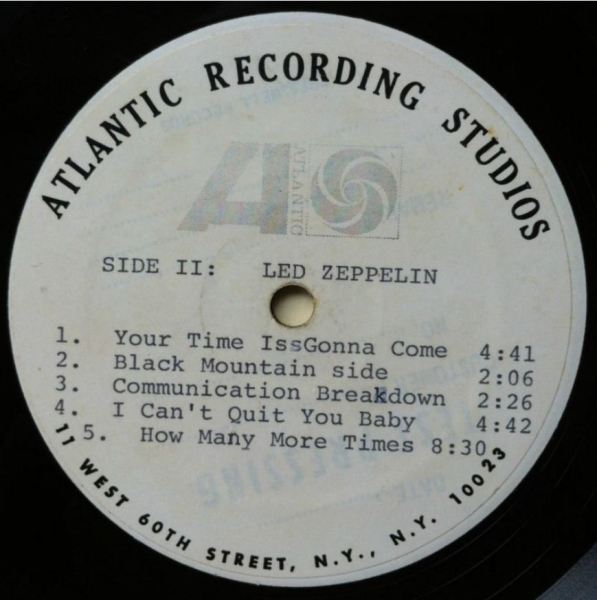 ATLANTIC RECORDING STUDIOS
ATLANTIC
SIDE II: LED ZEPPELIN
1. Your Time IssGonna Come 4:41
2. Black Mountain side 2:06
3. Communication Breakdown 2:26
4. I Can't Quit You Baby 4:42
5. How Many More Times 8:30
11 WEST 60TH STREET, N.Y., N.Y. 10023